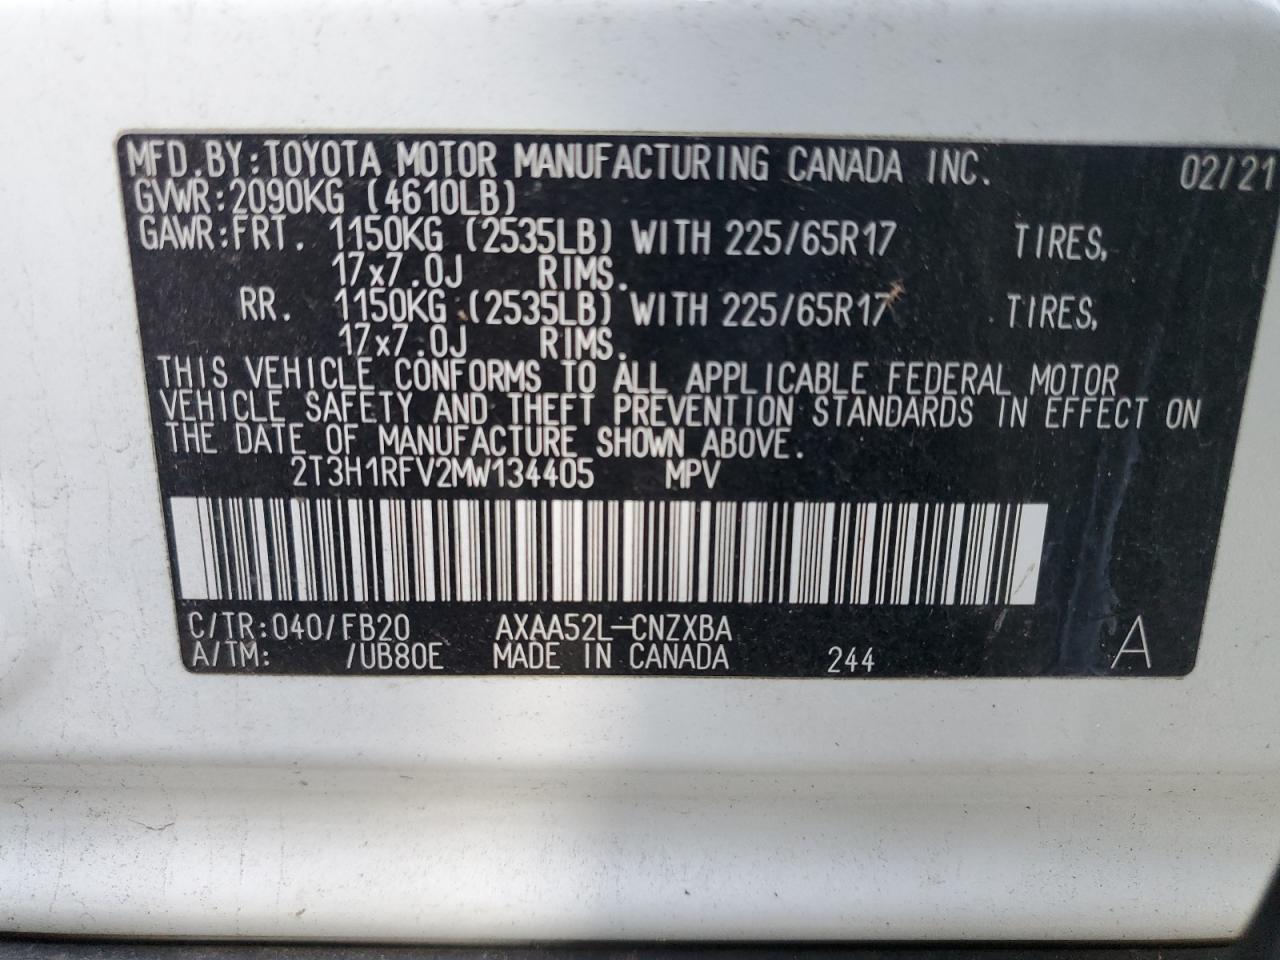 MFD.BY:TOYOTA MOTOR MANUFACTURING CANADA INC. 02/21
GVWR:2090KG (4610LB)
GAWR:FRT. 1150KG (2535LB) WITH 225/65R17 TIRES,
17x7.0J RIMS.
RR. 1150KG (2535LB) WITH 225/65R17 TIRES,
17x7.0J RIMS.
THIS VEHICLE CONFORMS TO ALL APPLICABLE FEDERAL MOTOR
VEHICLE SAFETY AND THEFT PREVENTION STANDARDS IN EFFECT ON
THE DATE OF MANUFACTURE SHOWN ABOVE.
2T3H1RFV2MW134405 MPV
C/TR:040/FB20 AXAA52L-CNZXBA
A/TM: /UB80E MADE IN CANADA 244 A